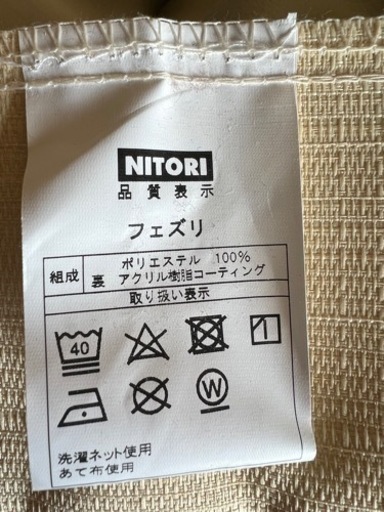 NITORI
品質表示
フェズリ
組成 ポリエステル 100%
裏 アクリル樹脂コーティング
取り扱い表示
40
W
洗濯ネット使用
あて布使用